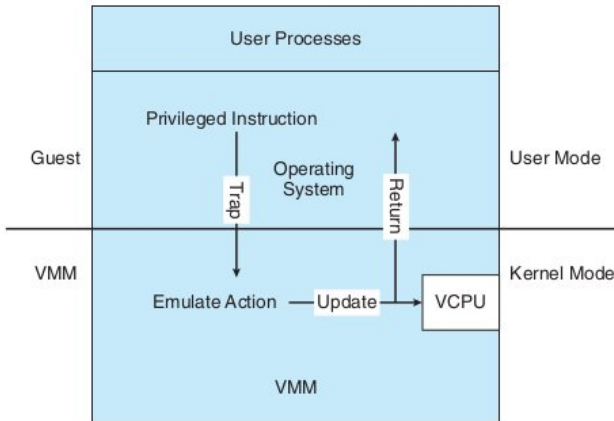 User Processes
Privileged Instruction
Guest
Operating
System
User Mode
Trap
Return
VMM
Kernel Mode
Emulate Action
Update
VCPU
VMM